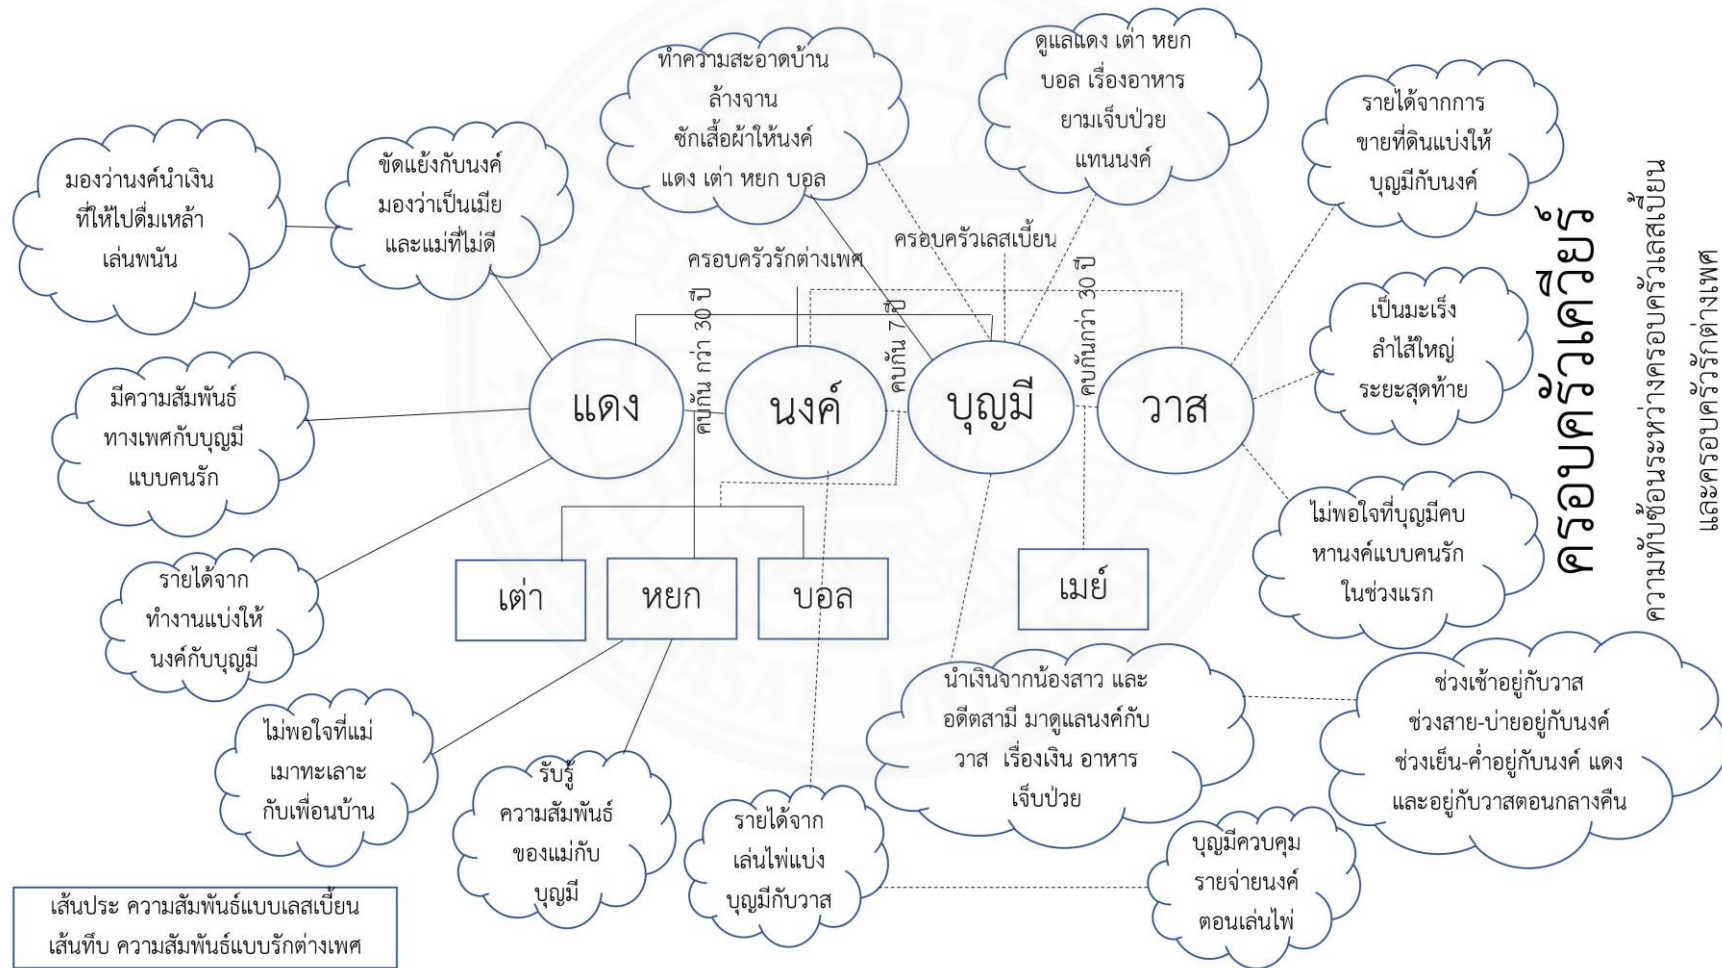 ทำความสะอาดบ้าน
ล้างจาน
ซักเสื้อผ้าให้นงค์
แดง เต่า หยก บอล
ดูแลแดง เต่า หยก
บอล เรื่องอาหาร
ยามเจ็บป่วย
แทนนงค์
รายได้จากการ
ขายที่ดินแบ่งให้
บุญมีกับนงค์
มองว่านงค์นำเงิน
ที่ให้ไปดื่มเหล้า
เล่นพนัน
ขัดแย้งกับนงค์
มองว่าเป็นเมีย
และแม่ที่ไม่ดี
ครอบครัวรักต่างเพศ
ครอบครัวเลสเบี้ยน
คบกัน กว่า 30 ปี
คบกัน 7 ปี
คบกันกว่า 30 ปี
แดง
นงค์
บุญมี
วาส
เป็นมะเร็ง
ลำไส้ใหญ่
ระยะสุดท้าย
มีความสัมพันธ์
ทางเพศกับบุญมี
แบบคนรัก
ไม่พอใจที่บุญมีคบ
หานงค์แบบคนรัก
ในช่วงแรก
รายได้จาก
ทำงานแบ่งให้
นงค์กับบุญมี
เต่า
หยก
บอล
เมย์
ไม่พอใจที่แม่
เมาทะเลาะ
กับเพื่อนบ้าน
รับรู้
ความสัมพันธ์
ของแม่กับ
บุญมี
รายได้จาก
เล่นไพ่แบ่ง
บุญมีกับวาส
นำเงินจากน้องสาว และ
อดีตสามี มาดูแลนงค์กับ
วาส เรื่องเงิน อาหาร
เจ็บป่วย
ช่วงเช้าอยู่กับวาส
ช่วงสาย-บ่ายอยู่กับนงค์
ช่วงเย็น-ค่ำอยู่กับนงค์ แดง
และอยู่กับวาสตอนกลางคืน
บุญมีควบคุม
รายจ่ายนงค์
ตอนเล่นไพ่
ครอบครัวเควียร์
ความทับซ้อนระหว่างครอบครัวเลสเบี้ยน
และครอบครัวรักต่างเพศ
เส้นประ ความสัมพันธ์แบบเลสเบี้ยน
เส้นทึบ ความสัมพันธ์แบบรักต่างเพศ